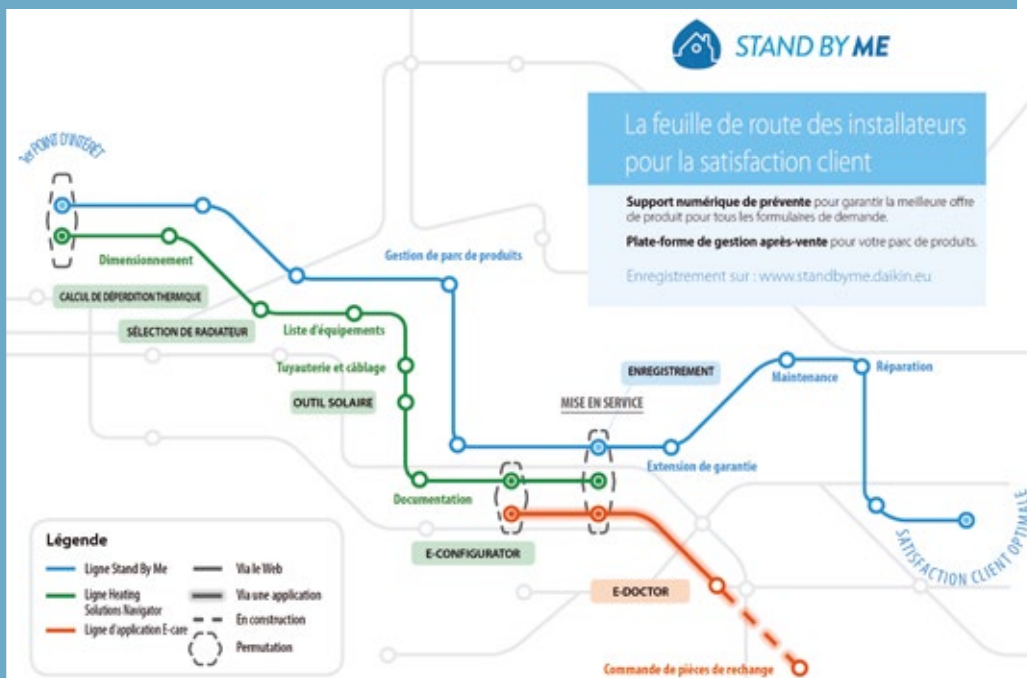 STAND BY ME
La feuille de route des installateurs
pour la satisfaction client
Support numérique de prévente pour garantir la meilleure offre
de produit pour tous les formulaires de demande.
Plate-forme de gestion après-vente pour votre parc de produits.
Enregistrement sur : www.standbyme.daikin.eu
1er POINT D'INTÉRÊT
Dimensionnement
Gestion de parc de produits
CALCUL DE DÉPERDITION THERMIQUE
SÉLECTION DE RADIATEUR
Liste d'équipements
Tuyauterie et câblage
OUTIL SOLAIRE
ENREGISTREMENT
Maintenance
Réparation
MISE EN SERVICE
Extension de garantie
Documentation
E-CONFIGURATOR
SATISFACTION CLIENT OPTIMALE
E-DOCTOR
Commande de pièces de rechange
Légende
Ligne Stand By Me
Ligne Heating
Solutions Navigator
Ligne d'application E-care
Via le Web
Via une application
En construction
Permutation